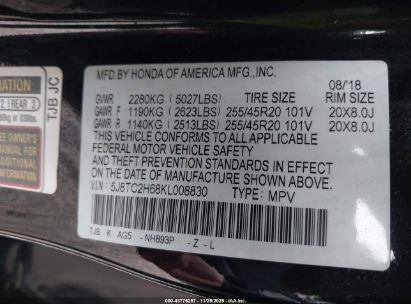 MFD.BY HONDA OF AMERICA MFG.,INC.
08/18
GVWR 2280KG (5027LBS) TIRE SIZE RIM SIZE
GAWR F 1190KG (2623LBS) 255/45R20 101V 20X8.0J
GAWR R 1140KG (2513LBS) 255/45R20 101V 20X8.0J
THIS VEHICLE CONFORMS TO ALL APPLICABLE
FEDERAL MOTOR VEHICLE SAFETY STANDARDS IN EFFECT
ON THE DATE OF MANUFACTURE SHOWN ABOVE
V.I.N: 5J8TC2H68KL008830 TYPE: MPV
TJB K AG5 -NH893P -Z-L
TJB JC
REAR 3